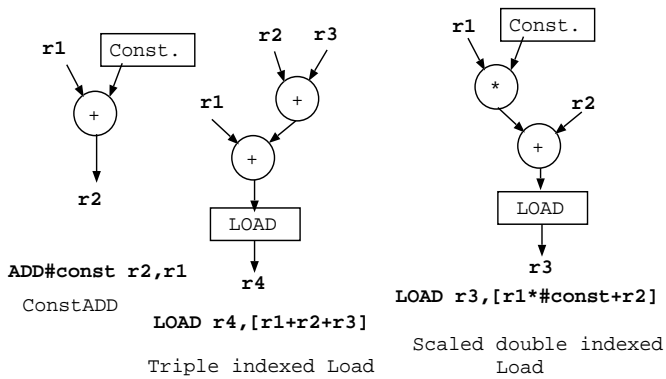 r1
Const.
+
r2
ADD#const r2,r1
ConstADD
r2
r3
r1
+
+
LOAD
r4
LOAD r4,[r1+r2+r3]
Triple indexed Load
r1
Const.
*
r2
+
LOAD
r3
LOAD r3,[r1*#const+r2]
Scaled double indexed
Load